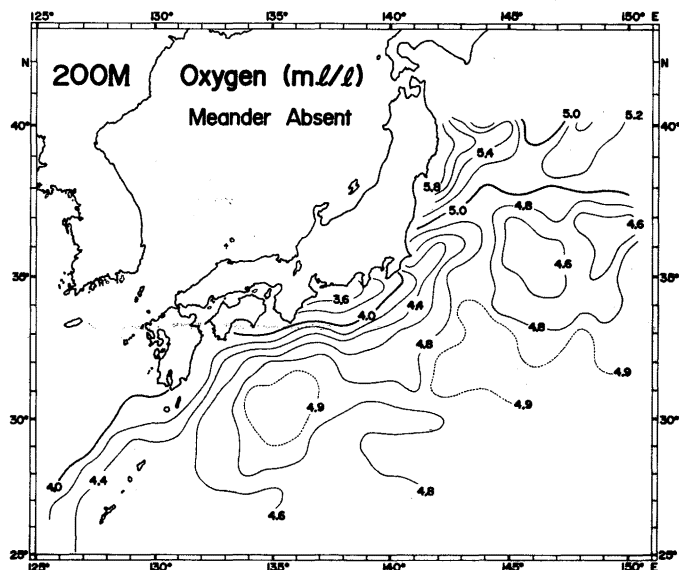 125° 130° 135° 140° 145° 150° E
N N
200M Oxygen (mℓ/ℓ)
Meander Absent
40° 5.0 5.2 40°
5.4
5.8
5.0 4.8 4.6
35° 4.6 35°
3.6 4.4
4.0 4.8
4.8
4.9
4.9 4.9
30° 30°
4.0 4.4 4.8
4.6
25° 25°
125° 130° 135° 140° 145° 150° E